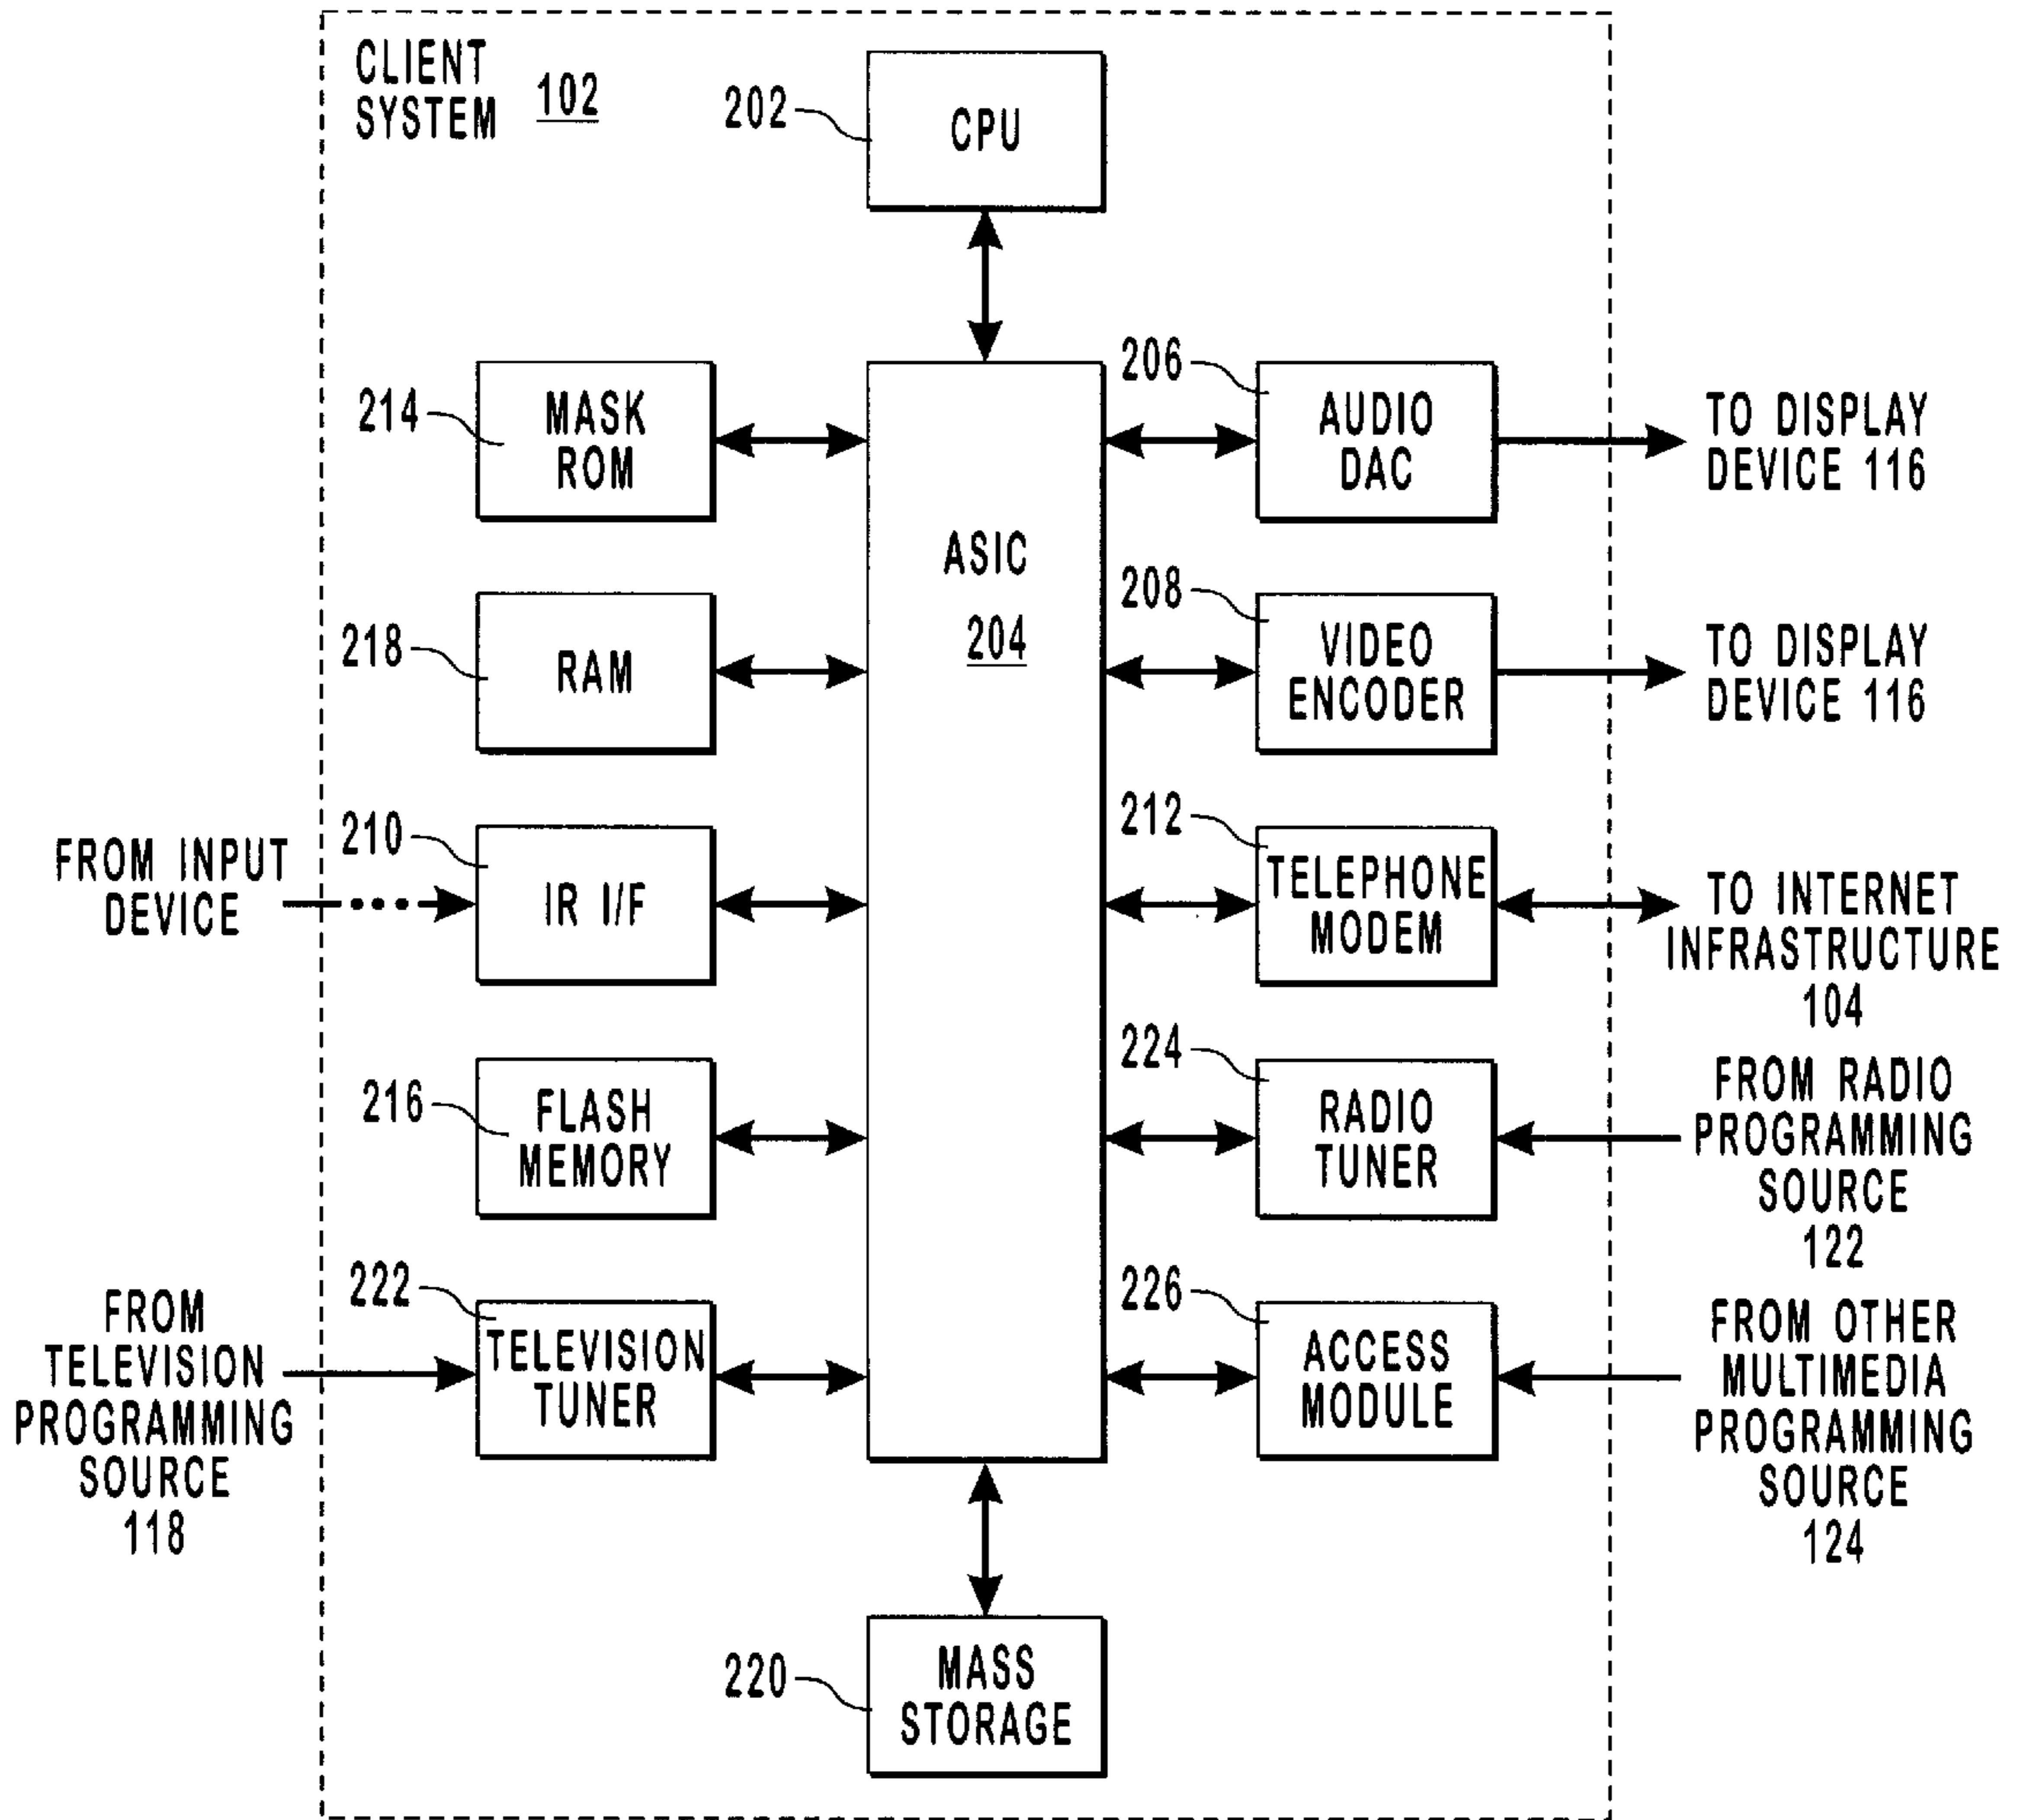 CLIENT
SYSTEM 102
202
CPU
214
MASK
ROM
206
AUDIO
DAC
TO DISPLAY
DEVICE 116
ASIC
204
218
RAM
208
VIDEO
ENCODER
TO DISPLAY
DEVICE 116
FROM INPUT
DEVICE
210
IR I/F
212
TELEPHONE
MODEM
TO INTERNET
INFRASTRUCTURE
104
216
FLASH
MEMORY
224
RADIO
TUNER
FROM RADIO
PROGRAMMING
SOURCE
122
FROM
TELEVISION
PROGRAMMING
SOURCE
118
222
TELEVISION
TUNER
226
ACCESS
MODULE
FROM OTHER
MULTIMEDIA
PROGRAMMING
SOURCE
124
220
MASS
STORAGE